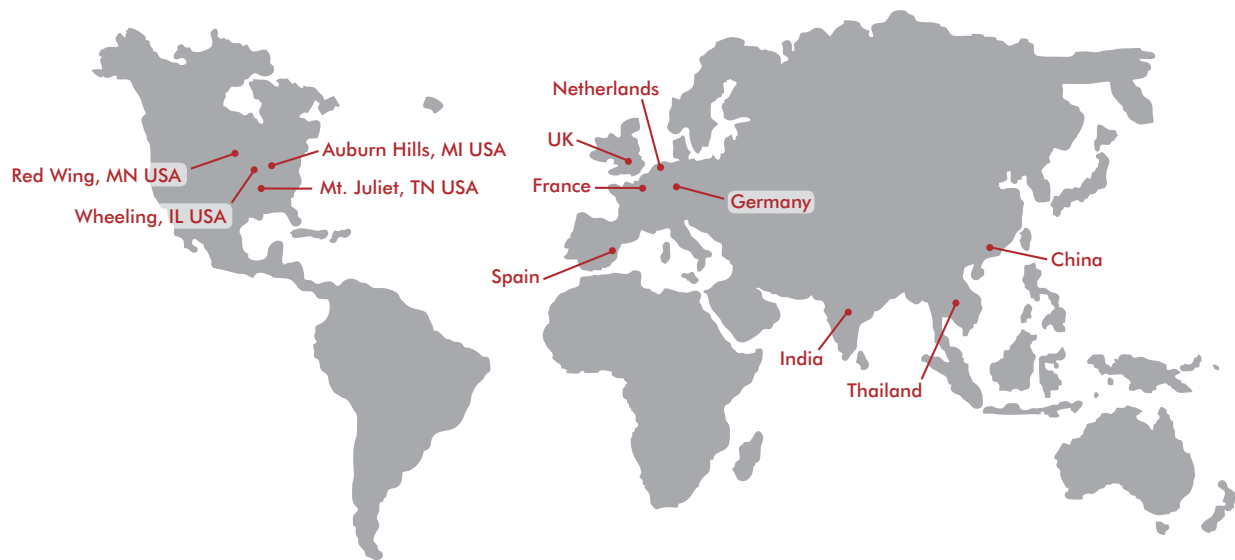 Netherlands
UK
Auburn Hills, MI USA
Red Wing, MN USA
France
Mt. Juliet, TN USA
Germany
Wheeling, IL USA
China
Spain
India
Thailand